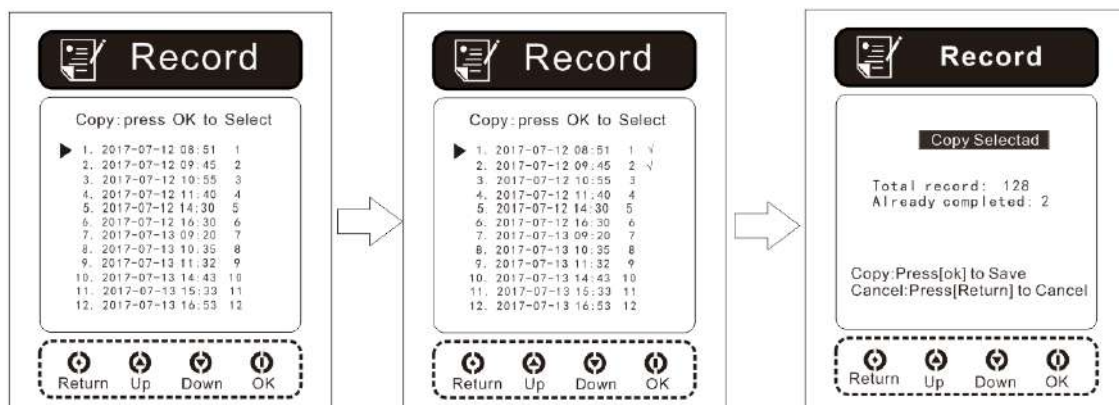 Record
Copy:press OK to Select
1. 2017-07-12 08:51 1
2. 2017-07-12 09:45 2
3. 2017-07-12 10:55 3
4. 2017-07-12 11:40 4
5. 2017-07-12 14:30 5
6. 2017-07-12 16:30 6
7. 2017-07-13 09:20 7
8. 2017-07-13 10.35 8
9. 2017-07-13 11:32 9
10. 2017-07-13 14:43 10
11. 2017-07-13 15:33 11
12. 2017-07-13 16:53 12
Return Up Down OK
Record
Copy:press OK to Select
1. 2017-07-12 08:51 1 √
2. 2017-07-12 09:45 2 √
3. 2017-07-12 10:55 3
4. 2017-07-12 11:40 4
5. 2017-07-12 14:30 5
6. 2017-07-12 16:30 6
7. 2017-07-13 09:20 7
8. 2017-07-13 10:35 8
9. 2017-07-13 11:32 9
10. 2017-07-13 14:43 10
11. 2017-07-13 15:33 11
12. 2017-07-13 16:53 12
Return Up Down OK
Record
Copy Selectad
Total record: 128
Already completed: 2
Copy:Press[ok] to Save
Cancel:Press[Return] to Cancel
Return Up Down OK